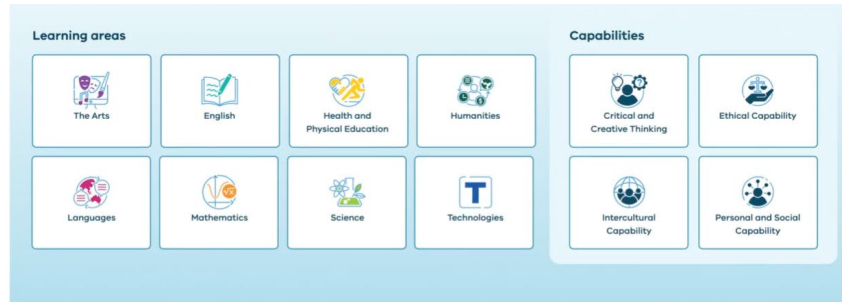 Learning areas
Capabilities
The Arts
English
Health and
Physical Education
Humanities
Critical and
Creative Thinking
Ethical Capability
Languages
Mathematics
Science
T
Technologies
Intercultural
Capability
Personal and Social
Capability